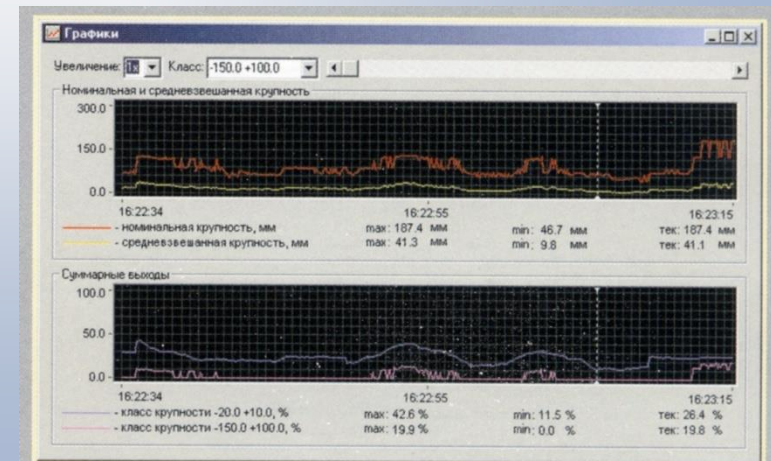 Графики
Увеличение: 1x Класс: -150.0 +100.0
Номинальная и средневзвешанная крупность
300.0
150.0
0.0
16:22:34 16:22:55 16:23:15
- номинальная крупность, мм max: 187.4 мм min: 46.7 мм тек: 187.4 мм
- средневзвешанная крупность, мм max: 41.3 мм min: 9.8 мм тек: 41.1 мм
Суммарные выходы
100.0
50.0
0.0
16:22:34 16:22:55 16:23:15
- класс крупности -20.0 +10.0, % max: 42.6 % min: 11.5 % тек: 26.4 %
- класс крупности -150.0 +100.0, % max: 19.9 % min: 0.0 % тек: 19.8 %